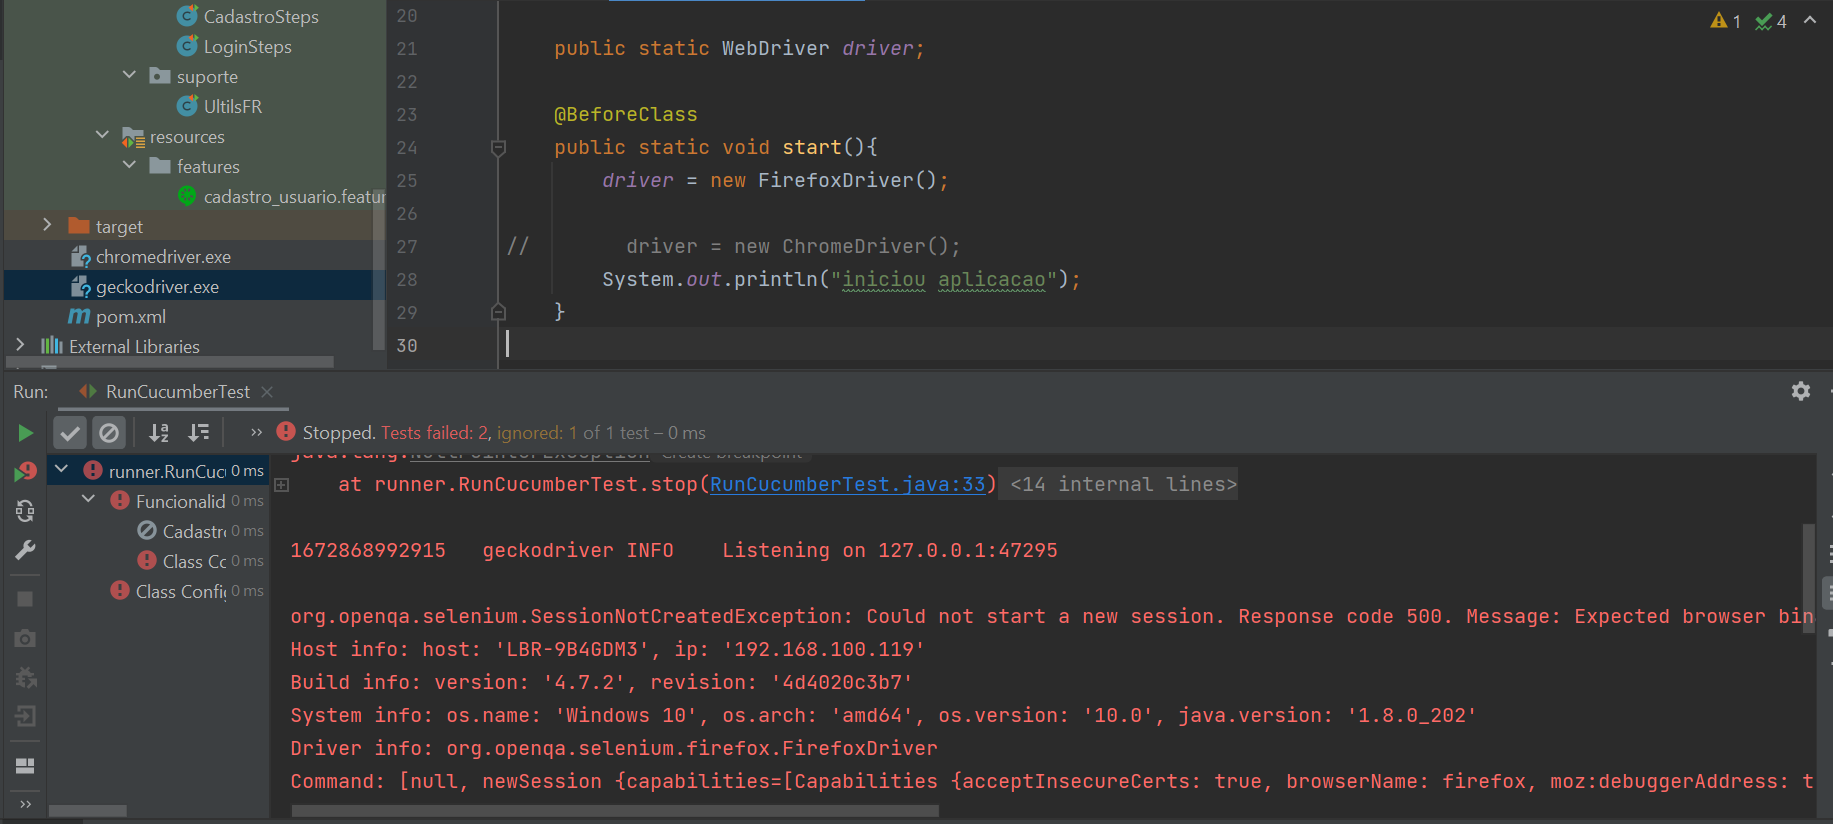 CadastroSteps
LoginSteps
suporte
UltilsFR
resources
features
cadastro_usuario.featur
target
chromedriver.exe
geckodriver.exe
pom.xml
External Libraries
20
21 public static WebDriver driver;
22
23 @BeforeClass
24 public static void start(){
25 driver = new FirefoxDriver();
26
27 // driver = new ChromeDriver();
28 System.out.println("iniciou aplicacao");
29 }
30
1 4
Run: RunCucumberTest
Stopped. Tests failed: 2, ignored: 1 of 1 test – 0 ms
runner.RunCuc 0 ms
Funcionalid 0 ms
Cadastr 0 ms
Class Co 0 ms
Class Config 0 ms
java.lang.NullPointerException Create breakpoint
at runner.RunCucumberTest.stop(RunCucumberTest.java:33) <14 internal lines>
1672868992915 geckodriver INFO Listening on 127.0.0.1:47295
org.openqa.selenium.SessionNotCreatedException: Could not start a new session. Response code 500. Message: Expected browser bin
Host info: host: 'LBR-9B4GDM3', ip: '192.168.100.119'
Build info: version: '4.7.2', revision: '4d4020c3b7'
System info: os.name: 'Windows 10', os.arch: 'amd64', os.version: '10.0', java.version: '1.8.0_202'
Driver info: org.openqa.selenium.firefox.FirefoxDriver
Command: [null, newSession {capabilities=[Capabilities {acceptInsecureCerts: true, browserName: firefox, moz:debuggerAddress: t